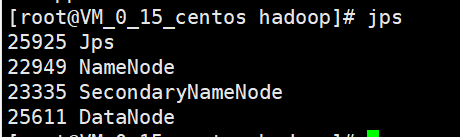 [root@VM_0_15_centos hadoop]# jps
25925 Jps
22949 NameNode
23335 SecondaryNameNode
25611 DataNode